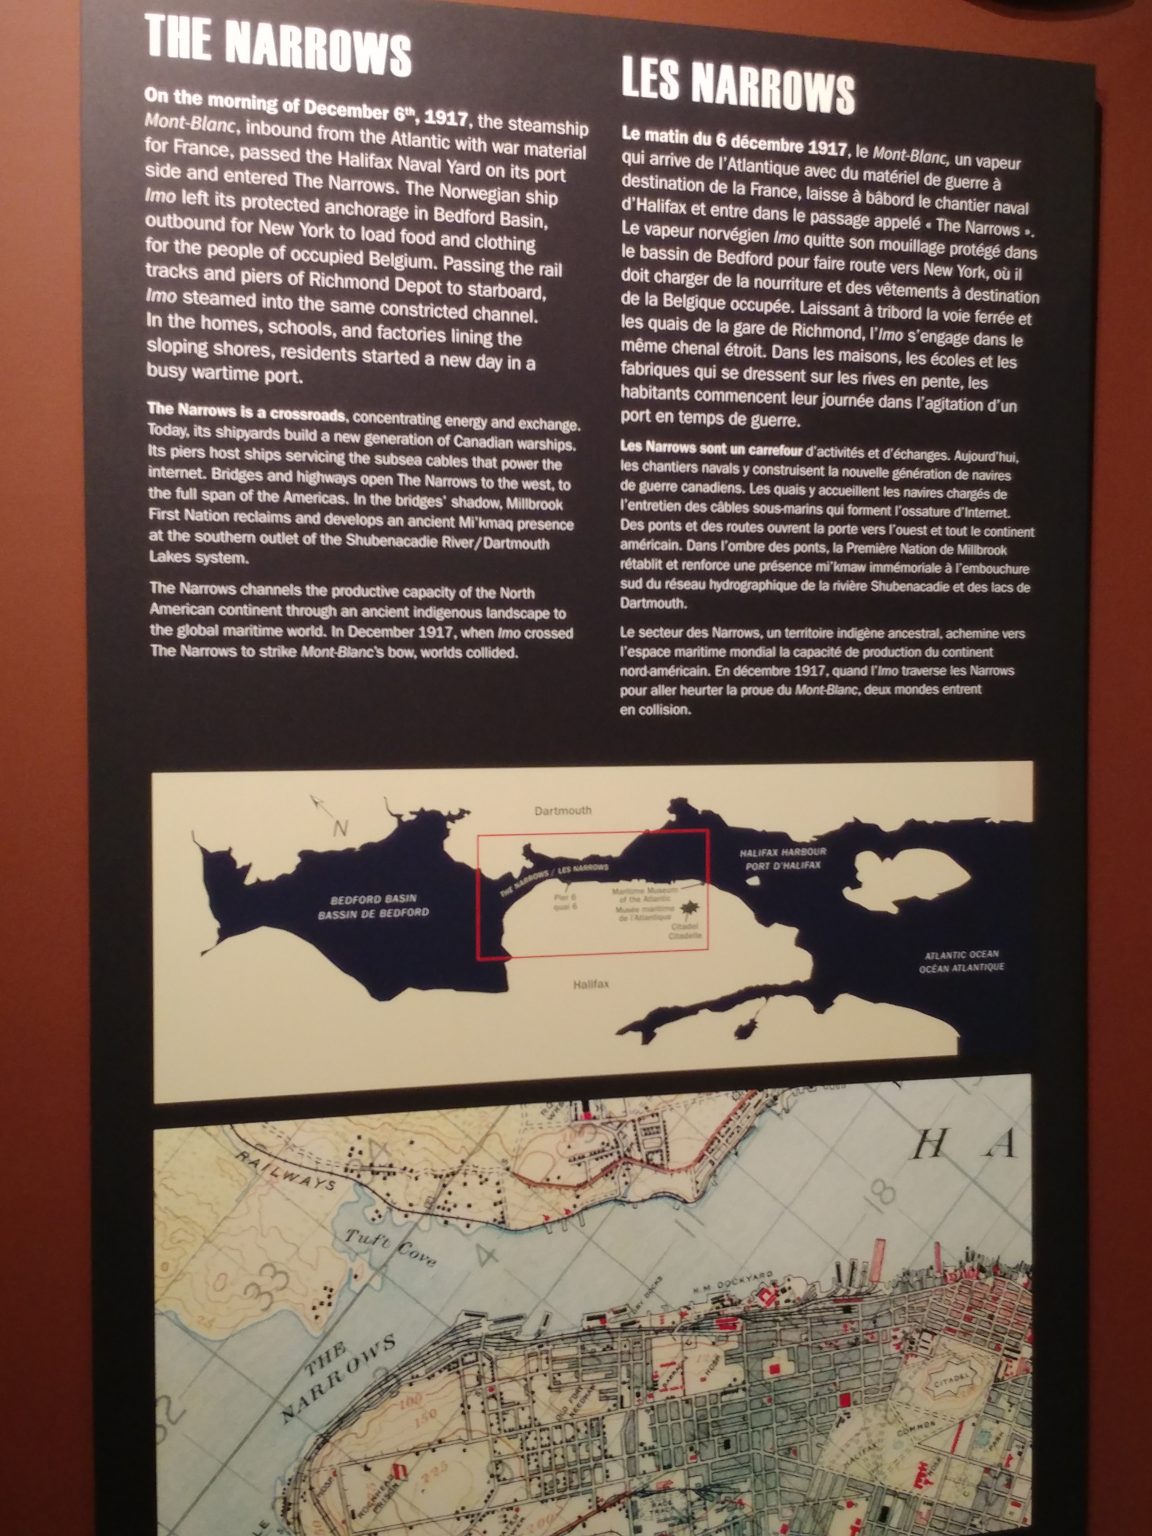 THE NARROWS
On the morning of December 6th, 1917, the steamship
Mont-Blanc, inbound from the Atlantic with war material
for France, passed the Halifax Naval Yard on its port
side and entered The Narrows. The Norwegian ship
Imo left its protected anchorage in Bedford Basin,
outbound for New York to load food and clothing
for the people of occupied Belgium. Passing the rail
tracks and piers of Richmond Depot to starboard,
Imo steamed into the same constricted channel.
In the homes, schools, and factories lining the
sloping shores, residents started a new day in a
busy wartime port.
The Narrows is a crossroads, concentrating energy and exchange.
Today, its shipyards build a new generation of Canadian warships.
Its piers host ships servicing the subsea cables that power the
internet. Bridges and highways open The Narrows to the west, to
the full span of the Americas. In the bridges' shadow, Millbrook
First Nation reclaims and develops an ancient Mi'kmaq presence
at the southern outlet of the Shubenacadie River/Dartmouth
Lakes system.
The Narrows channels the productive capacity of the North
American continent through an ancient indigenous landscape to
the global maritime world. In December 1917, when Imo crossed
The Narrows to strike Mont-Blanc's bow, worlds collided.
LES NARROWS
Le matin du 6 décembre 1917, le Mont-Blanc, un vapeur
qui arrive de l'Atlantique avec du matériel de guerre à
destination de la France, laisse à bâbord le chantier naval
d'Halifax et entre dans le passage appelé « The Narrows ».
Le vapeur norvégien Imo quitte son mouillage protégé dans
le bassin de Bedford pour faire route vers New York, où il
doit charger de la nourriture et des vêtements à destination
de la Belgique occupée. Laissant à tribord la voie ferrée et
les quais de la gare de Richmond, l'Imo s'engage dans le
même chenal étroit. Dans les maisons, les écoles et les
fabriques qui se dressent sur les rives en pente, les
habitants commencent leur journée dans l'agitation d'un
port en temps de guerre.
Les Narrows sont un carrefour d'activités et d'échanges. Aujourd'hui,
les chantiers navals y construisent la nouvelle génération de navires
de guerre canadiens. Les quais y accueillent les navires chargés de
l'entretien des câbles sous-marins qui forment l'ossature d'Internet.
Des ponts et des routes ouvrent la porte vers l'ouest et tout le continent
américain. Dans l'ombre des ponts, la Première Nation de Millbrook
rétablit et renforce une présence mi'kmaw immémoriale à l'embouchure
sud du réseau hydrographique de la rivière Shubenacadie et des lacs de
Dartmouth.
Le secteur des Narrows, un territoire indigène ancestral, achemine vers
l'espace maritime mondial la capacité de production du continent
nord-américain. En décembre 1917, quand l'Imo traverse les Narrows
pour aller heurter la proue du Mont-Blanc, deux mondes entrent
en collision.
N
Dartmouth
BEDFORD BASIN
BASSIN DE BEDFORD
THE NARROWS / LES NARROWS
Pier 6
quai 6
Maritime Museum
of the Atlantic
Musée maritime
de l'Atlantique
Citadel
Citadelle
HALIFAX HARBOUR
PORT D'HALIFAX
ATLANTIC OCEAN
OCÉAN ATLANTIQUE
Halifax
H A
RAILWAYS
34
18
11
Tuft Cove
4
33
24
H.M. DOCKYARD
DRY DOCKS
THE
NARROWS
32
CITADEL
100
150
COMMON
HALIFAX
225